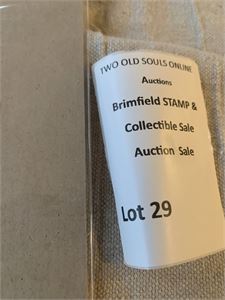 TWO OLD SOULS ONLINE
Auctions
Brimfield STAMP &
Collectible Sale
Auction Sale
Lot 29